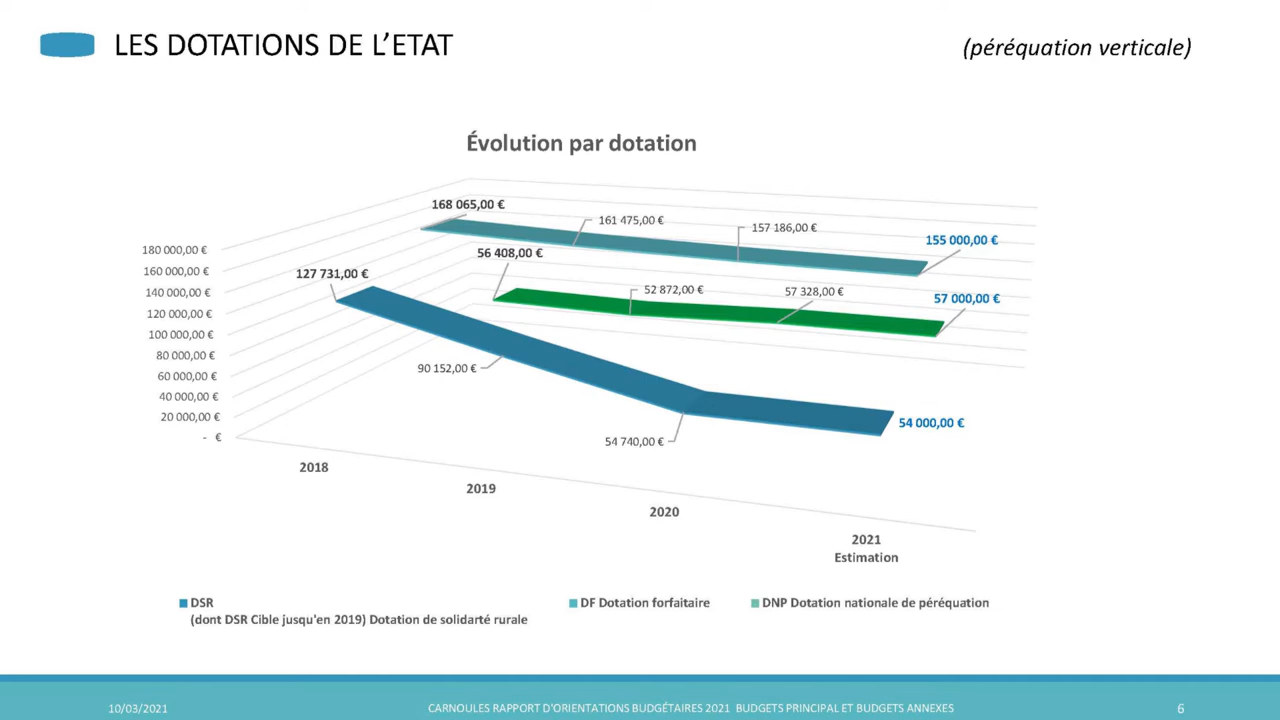 LES DOTATIONS DE L’ETAT
(péréquation verticale)
Évolution par dotation
168 065,00 €
161 475,00 €
157 186,00 €
155 000,00 €
56 408,00 €
52 872,00 €
57 328,00 €
57 000,00 €
127 731,00 €
90 152,00 €
54 740,00 €
54 000,00 €
180 000,00 €
160 000,00 €
140 000,00 €
120 000,00 €
100 000,00 €
80 000,00 €
60 000,00 €
40 000,00 €
20 000,00 €
- €
2018
2019
2020
2021
Estimation
DSR
(dont DSR Cible jusqu'en 2019) Dotation de solidarté rurale
DF Dotation forfaitaire
DNP Dotation nationale de péréquation
10/03/2021
CARNOULES RAPPORT D'ORIENTATIONS BUDGÉTAIRES 2021 BUDGETS PRINCIPAL ET BUDGETS ANNEXES
6